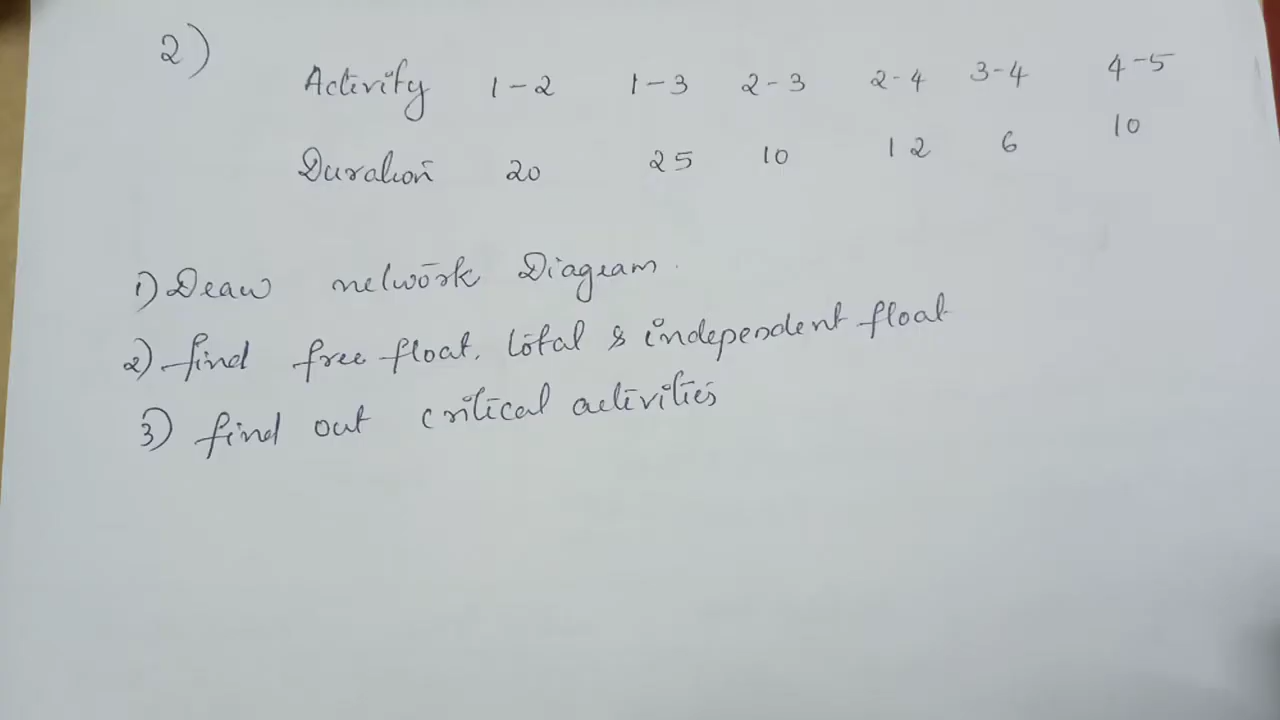 2)
Activity 1-2 1-3 2-3 2-4 3-4 4-5
Duration 20 25 10 12 6 10
1) Draw network Diagram.
2) find free float, total & independent float
3) find out critical activities